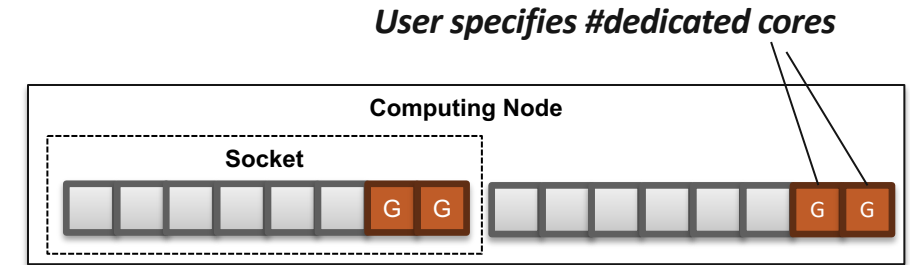 User specifies #dedicated cores
Computing Node
Socket
G G G G